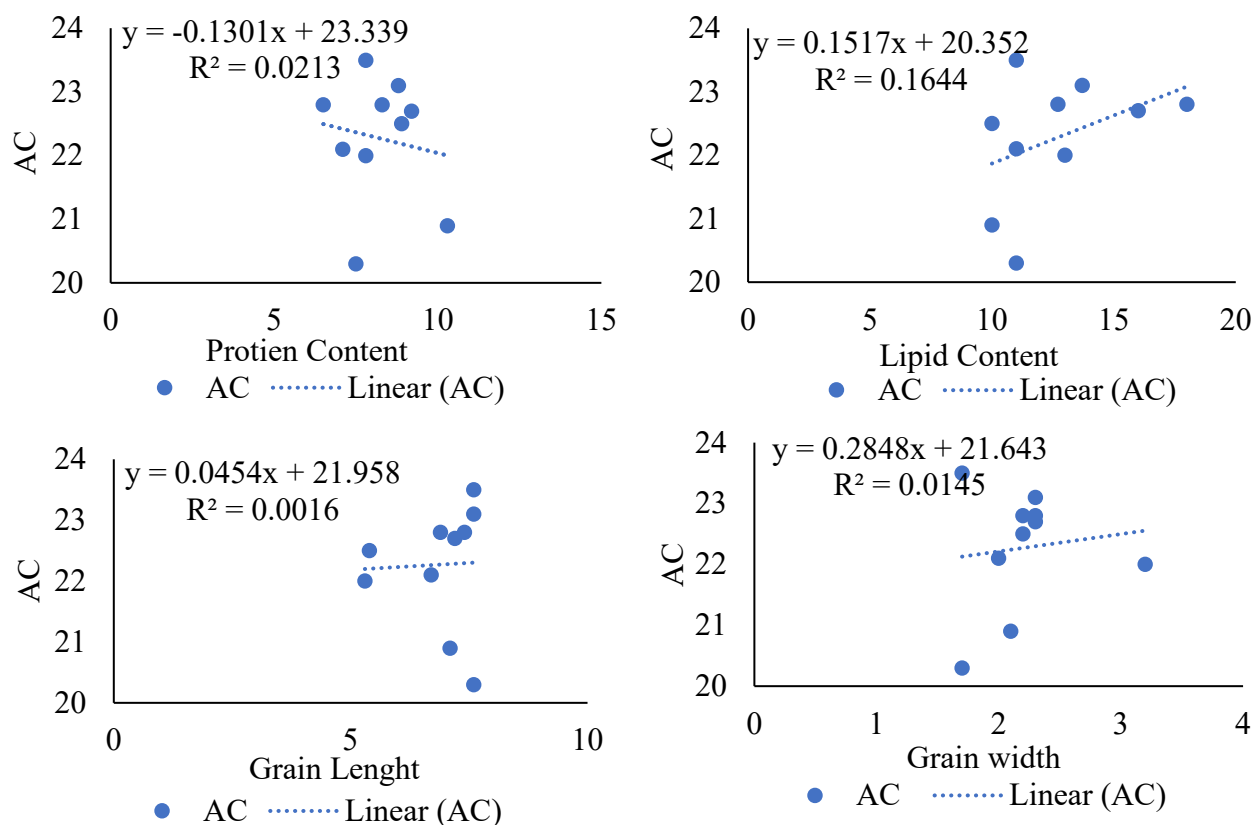 y = -0.1301x + 23.339
R² = 0.0213
24
23
22
21
20
AC
0 5 10 15
Protien Content
AC Linear (AC)
y = 0.1517x + 20.352
R² = 0.1644
24
23
22
21
20
AC
0 5 10 15 20
Lipid Content
AC Linear (AC)
y = 0.0454x + 21.958
R² = 0.0016
24
23
22
21
20
AC
0 5 10
Grain Lenght
AC Linear (AC)
y = 0.2848x + 21.643
R² = 0.0145
24
23
22
21
20
AC
0 1 2 3 4
Grain width
AC Linear (AC)